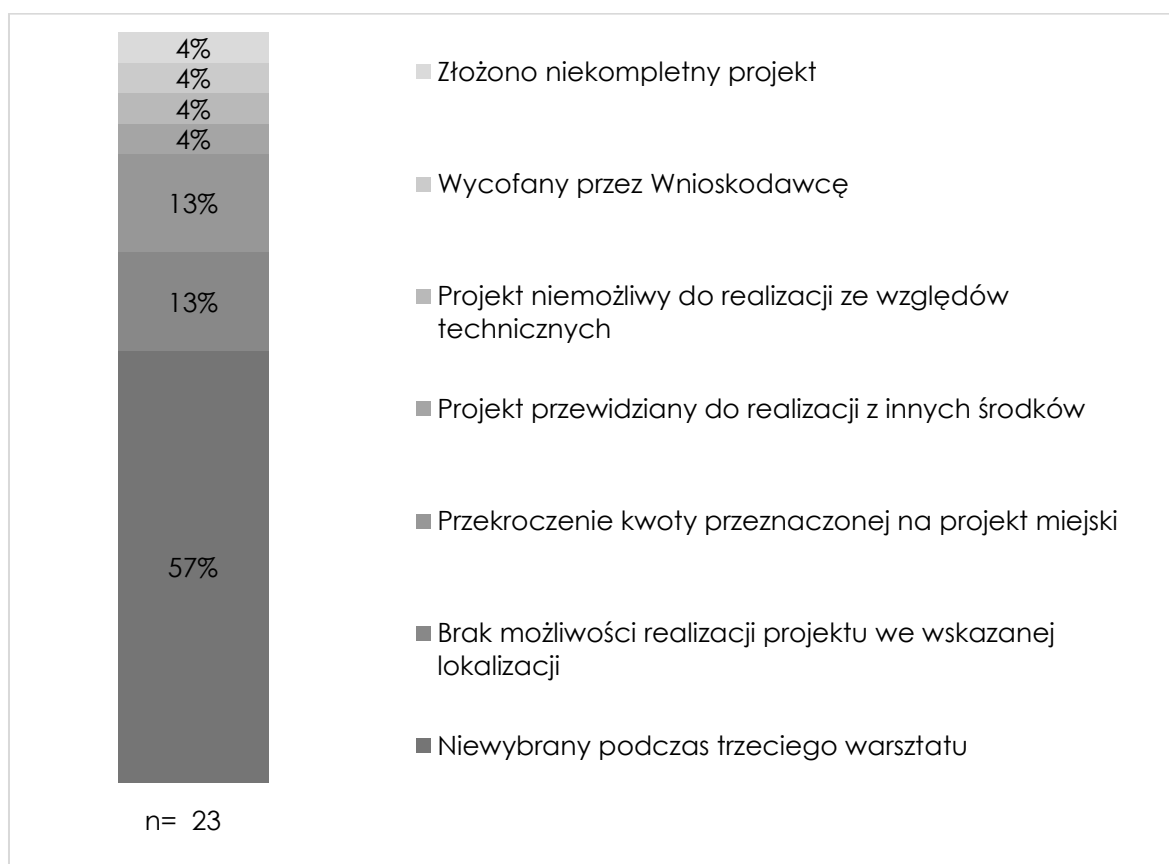 4%
4%
4%
4%
13%
13%
57%
n= 23
Złożono niekompletny projekt
Wycofany przez Wnioskodawcę
Projekt niemożliwy do realizacji ze względów
technicznych
Projekt przewidziany do realizacji z innych środków
Przekroczenie kwoty przeznaczonej na projekt miejski
Brak możliwości realizacji projektu we wskazanej
lokalizacji
Niewybrany podczas trzeciego warsztatu